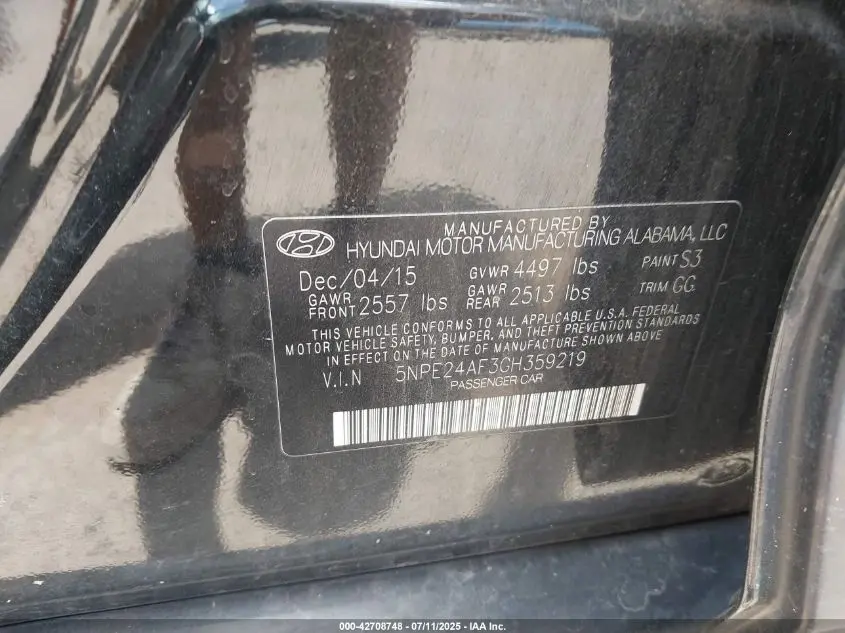 MANUFACTURED BY
HYUNDAI MOTOR MANUFACTURING ALABAMA, LLC
Dec/04/15 GVWR 4497 lbs PAINT S3
GAWR FRONT 2557 lbs GAWR REAR 2513 lbs TRIM GG
THIS VEHICLE CONFORMS TO ALL APPLICABLE U.S.A. FEDERAL
MOTOR VEHICLE SAFETY, BUMPER, AND THEFT PREVENTION STANDARDS
IN EFFECT ON THE DATE OF MANUFACTURE SHOWN ABOVE
V.I.N 5NPE24AF3GH359219
PASSENGER CAR
000-42708748 - 07/11/2025 - IAA Inc.